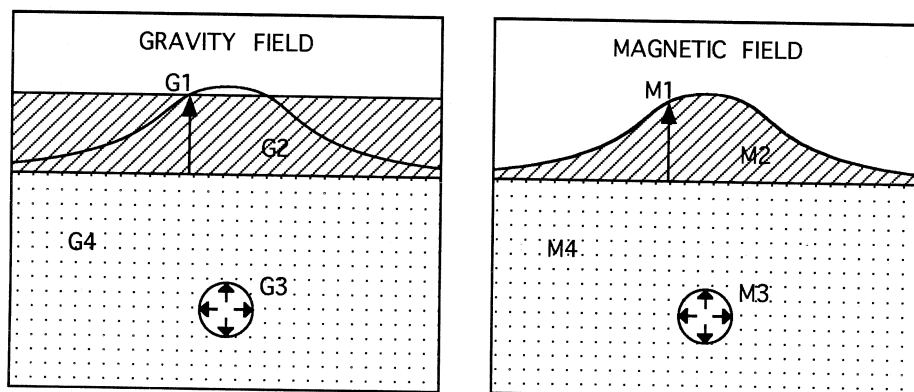 GRAVITY FIELD
G1
G2
G4
G3
MAGNETIC FIELD
M1
M2
M4
M3